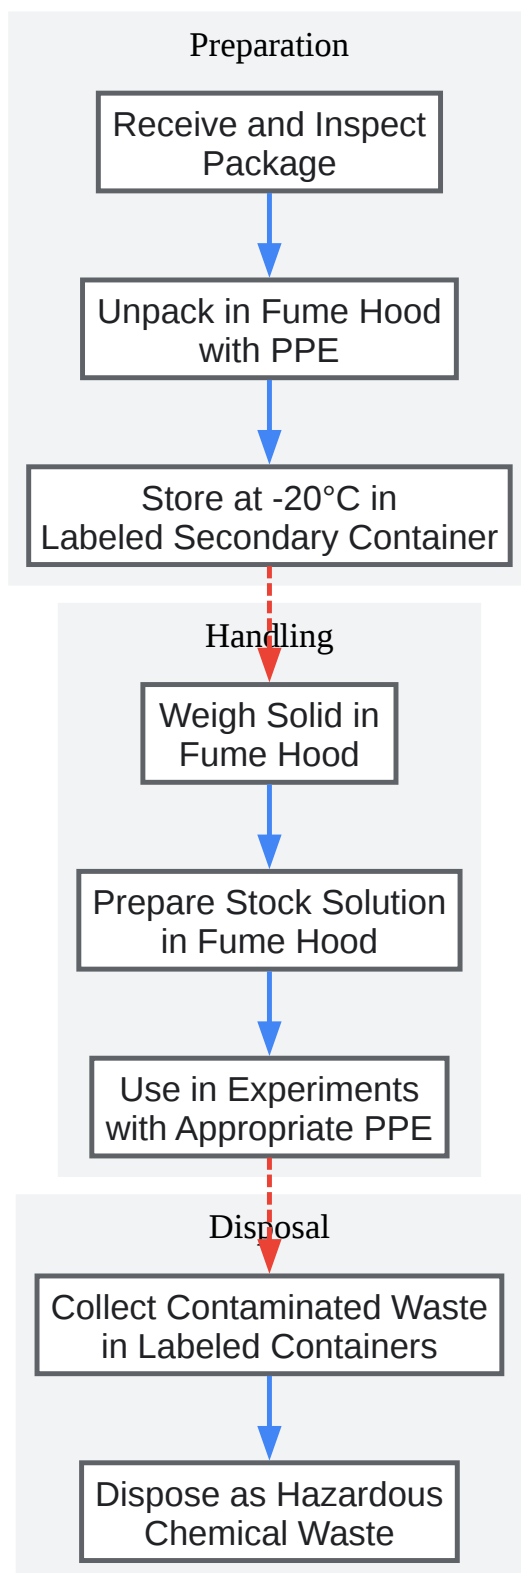 Preparation
Receive and Inspect
Package
Unpack in Fume Hood
with PPE
Store at -20°C in
Labeled Secondary Container
Handling
Weigh Solid in
Fume Hood
Prepare Stock Solution
in Fume Hood
Use in Experiments
with Appropriate PPE
Disposal
Collect Contaminated Waste
in Labeled Containers
Dispose as Hazardous
Chemical Waste